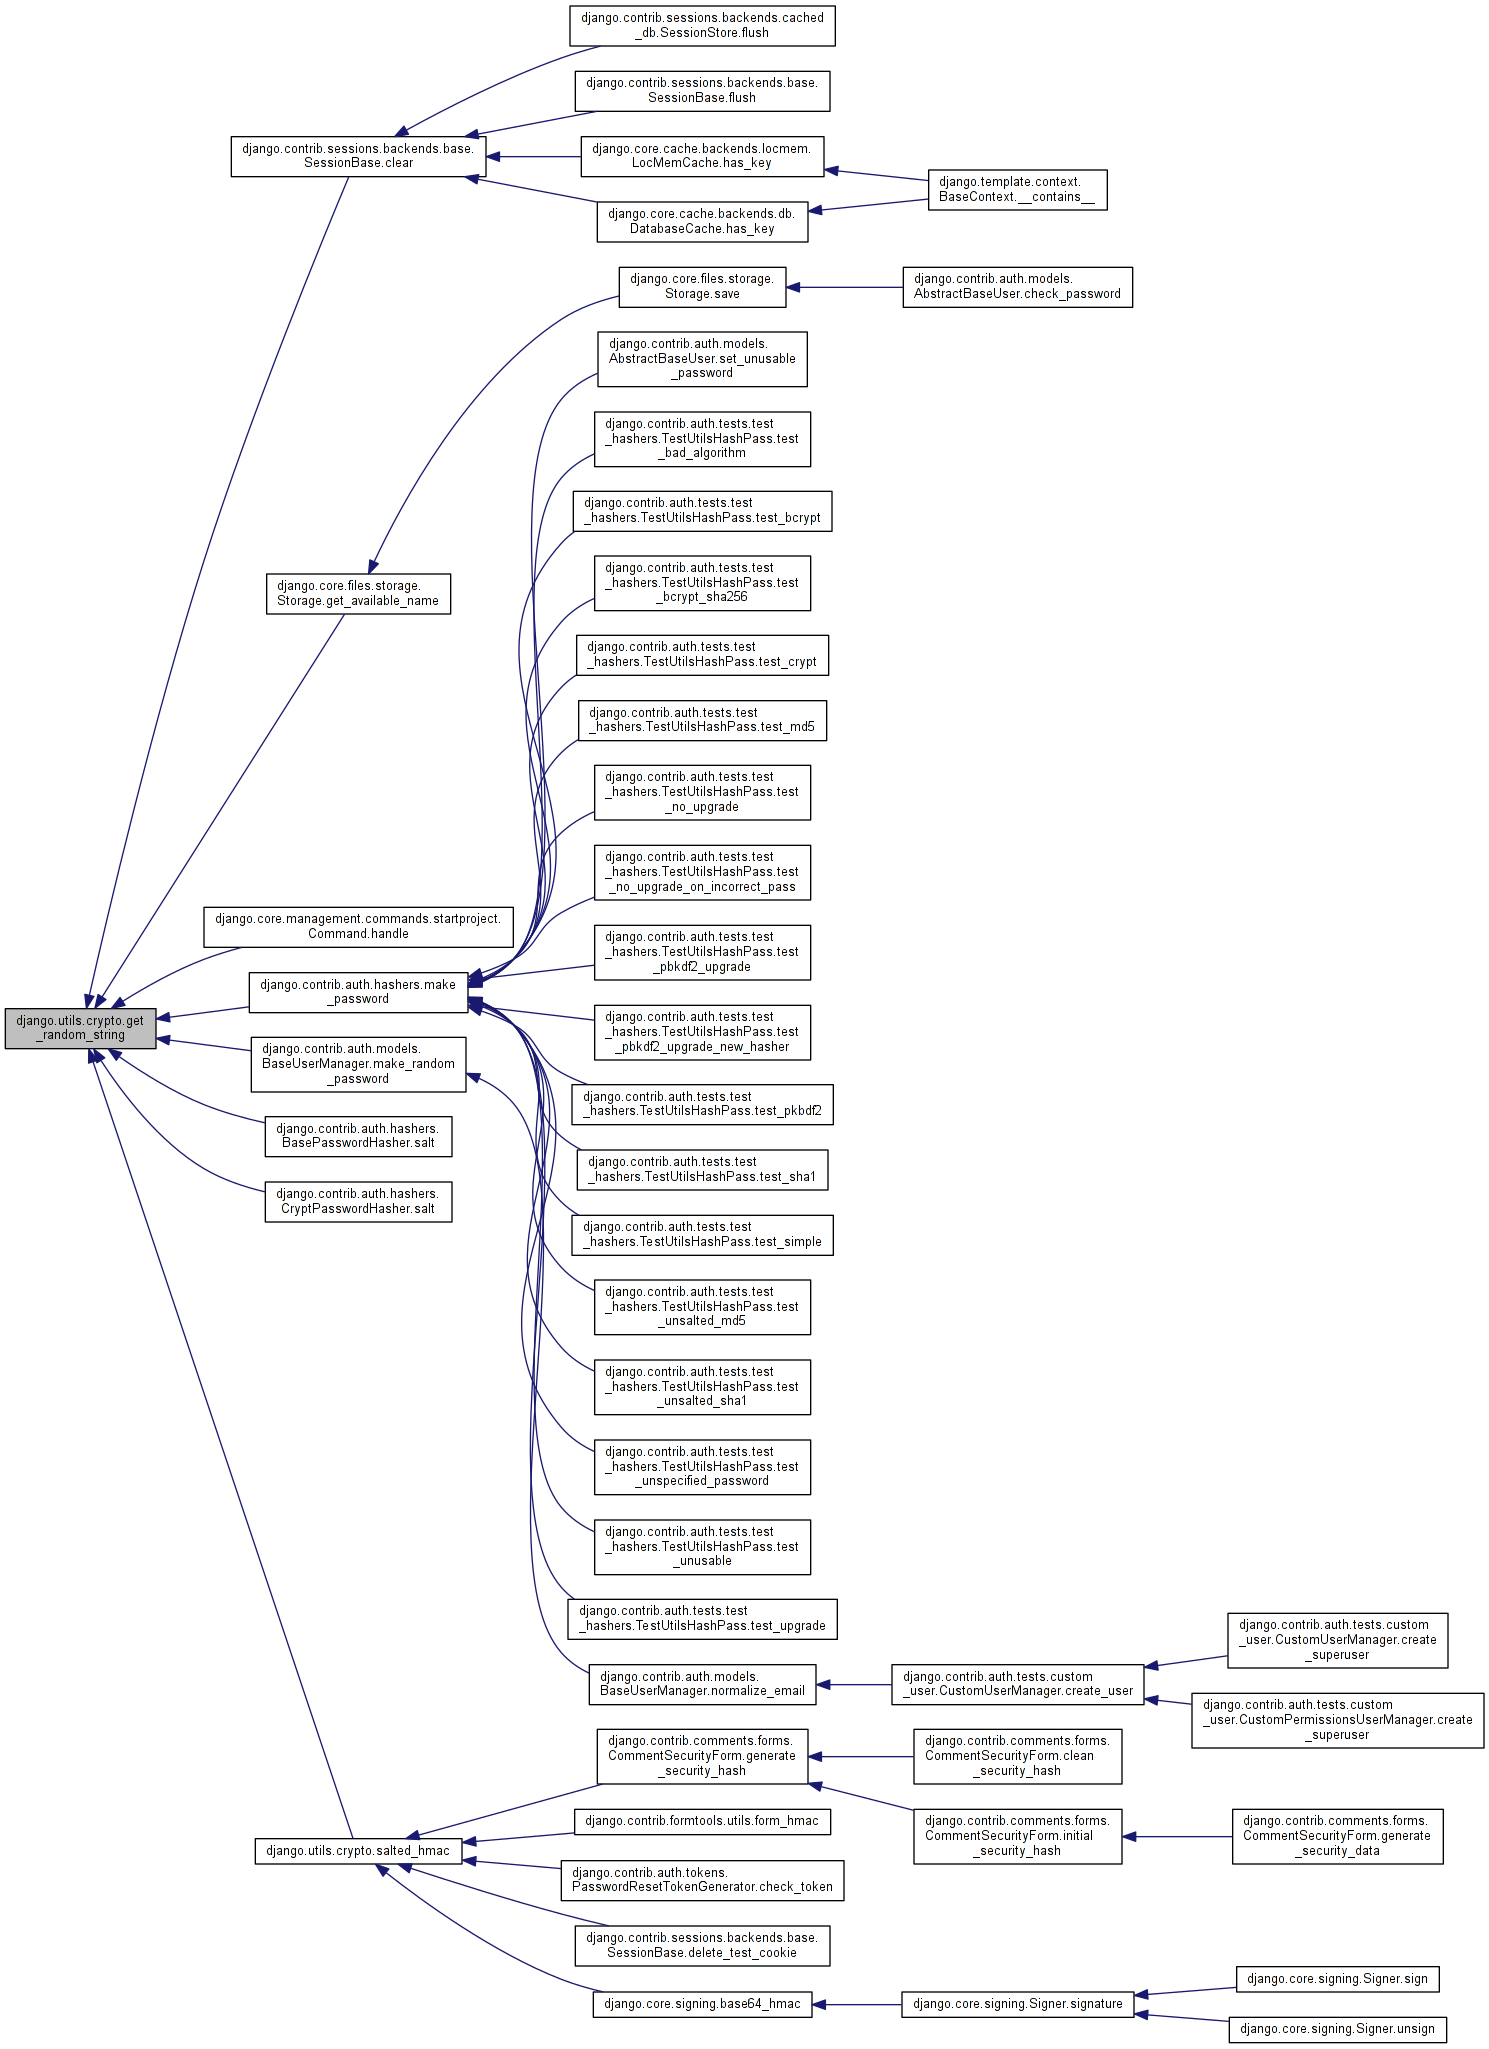 django.contrib.sessions.backends.cached
_db.SessionStore.flush
django.contrib.sessions.backends.base.
SessionBase.flush
django.contrib.sessions.backends.base.
SessionBase.clear
django.core.cache.backends.locmem.
LocMemCache.has_key
django.template.context.
BaseContext.__contains__
django.core.cache.backends.db.
DatabaseCache.has_key
django.core.files.storage.
Storage.save
django.contrib.auth.models.
AbstractBaseUser.check_password
django.contrib.auth.models.
AbstractBaseUser.set_unusable
_password
django.contrib.auth.tests.test
_hashers.TestUtilsHashPass.test
_bad_algorithm
django.contrib.auth.tests.test
_hashers.TestUtilsHashPass.test_bcrypt
django.contrib.auth.tests.test
_hashers.TestUtilsHashPass.test
_bcrypt_sha256
django.core.files.storage.
Storage.get_available_name
django.contrib.auth.tests.test
_hashers.TestUtilsHashPass.test_crypt
django.contrib.auth.tests.test
_hashers.TestUtilsHashPass.test_md5
django.contrib.auth.tests.test
_hashers.TestUtilsHashPass.test
_no_upgrade
django.contrib.auth.tests.test
_hashers.TestUtilsHashPass.test
_no_upgrade_on_incorrect_pass
django.core.management.commands.startproject.
Command.handle
django.contrib.auth.tests.test
_hashers.TestUtilsHashPass.test
_pbkdf2_upgrade
django.contrib.auth.hashers.make
_password
django.utils.crypto.get
_random_string
django.contrib.auth.tests.test
_hashers.TestUtilsHashPass.test
_pbkdf2_upgrade_new_hasher
django.contrib.auth.models.
BaseUserManager.make_random
_password
django.contrib.auth.tests.test
_hashers.TestUtilsHashPass.test_pkbdf2
django.contrib.auth.hashers.
BasePasswordHasher.salt
django.contrib.auth.tests.test
_hashers.TestUtilsHashPass.test_sha1
django.contrib.auth.hashers.
CryptPasswordHasher.salt
django.contrib.auth.tests.test
_hashers.TestUtilsHashPass.test_simple
django.contrib.auth.tests.test
_hashers.TestUtilsHashPass.test
_unsalted_md5
django.contrib.auth.tests.test
_hashers.TestUtilsHashPass.test
_unsalted_sha1
django.contrib.auth.tests.test
_hashers.TestUtilsHashPass.test
_unspecified_password
django.contrib.auth.tests.test
_hashers.TestUtilsHashPass.test
_unusable
django.contrib.auth.tests.test
_hashers.TestUtilsHashPass.test_upgrade
django.contrib.auth.models.
BaseUserManager.normalize_email
django.contrib.auth.tests.custom
_user.CustomUserManager.create_user
django.contrib.auth.tests.custom
_user.CustomUserManager.create
_superuser
django.contrib.auth.tests.custom
_user.CustomPermissionsUserManager.create
_superuser
django.contrib.comments.forms.
CommentSecurityForm.generate
_security_hash
django.contrib.comments.forms.
CommentSecurityForm.clean
_security_hash
django.contrib.formtools.utils.form_hmac
django.contrib.comments.forms.
CommentSecurityForm.initial
_security_hash
django.contrib.comments.forms.
CommentSecurityForm.generate
_security_data
django.utils.crypto.salted_hmac
django.contrib.auth.tokens.
PasswordResetTokenGenerator.check_token
django.contrib.sessions.backends.base.
SessionBase.delete_test_cookie
django.core.signing.base64_hmac
django.core.signing.Signer.signature
django.core.signing.Signer.sign
django.core.signing.Signer.unsign